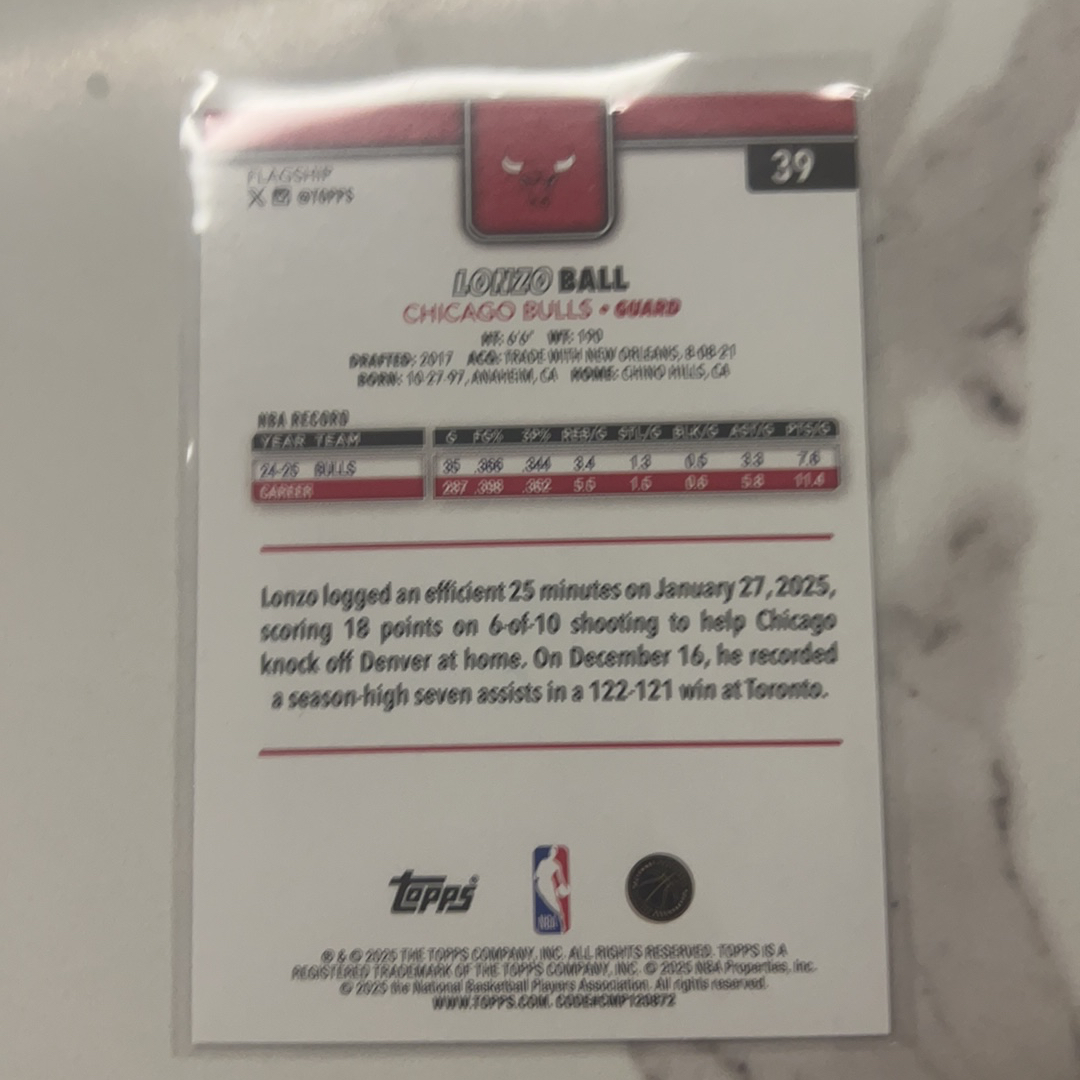 39
FLAGSHIP
@TOPPS
LONZO BALL
CHICAGO BULLS • GUARD
HT: 6'6" WT: 190
DRAFTED: 2017 ACQ: TRADE WITH NEW ORLEANS, 8-08-21
BORN: 10-27-97, ANAHEIM, CA HOME: CHINO HILLS, CA
NBA RECORD
YEAR TEAM G FG% 3P% REB/G STL/G BLK/G AST/G PTS/G
24-25 BULLS 35 .366 .344 3.4 1.3 3.3 7.6
CAREER 287 .398 .362 1.5 0.6 5.8 11.4
Lonzo logged an efficient 25 minutes on January 27, 2025,
scoring 18 points on 6-of-10 shooting to help Chicago
knock off Denver at home. On December 16, he recorded
a season-high seven assists in a 122-121 win at Toronto.
topps
NBA
® & © 2025 THE TOPPS COMPANY, INC. ALL RIGHTS RESERVED. TOPPS IS A
REGISTERED TRADEMARK OF THE TOPPS COMPANY, INC. © 2025 NBA Properties, Inc.
© 2025 the National Basketball Players Association. All rights reserved.
WWW.TOPPS.COM. CODE#CMP120872